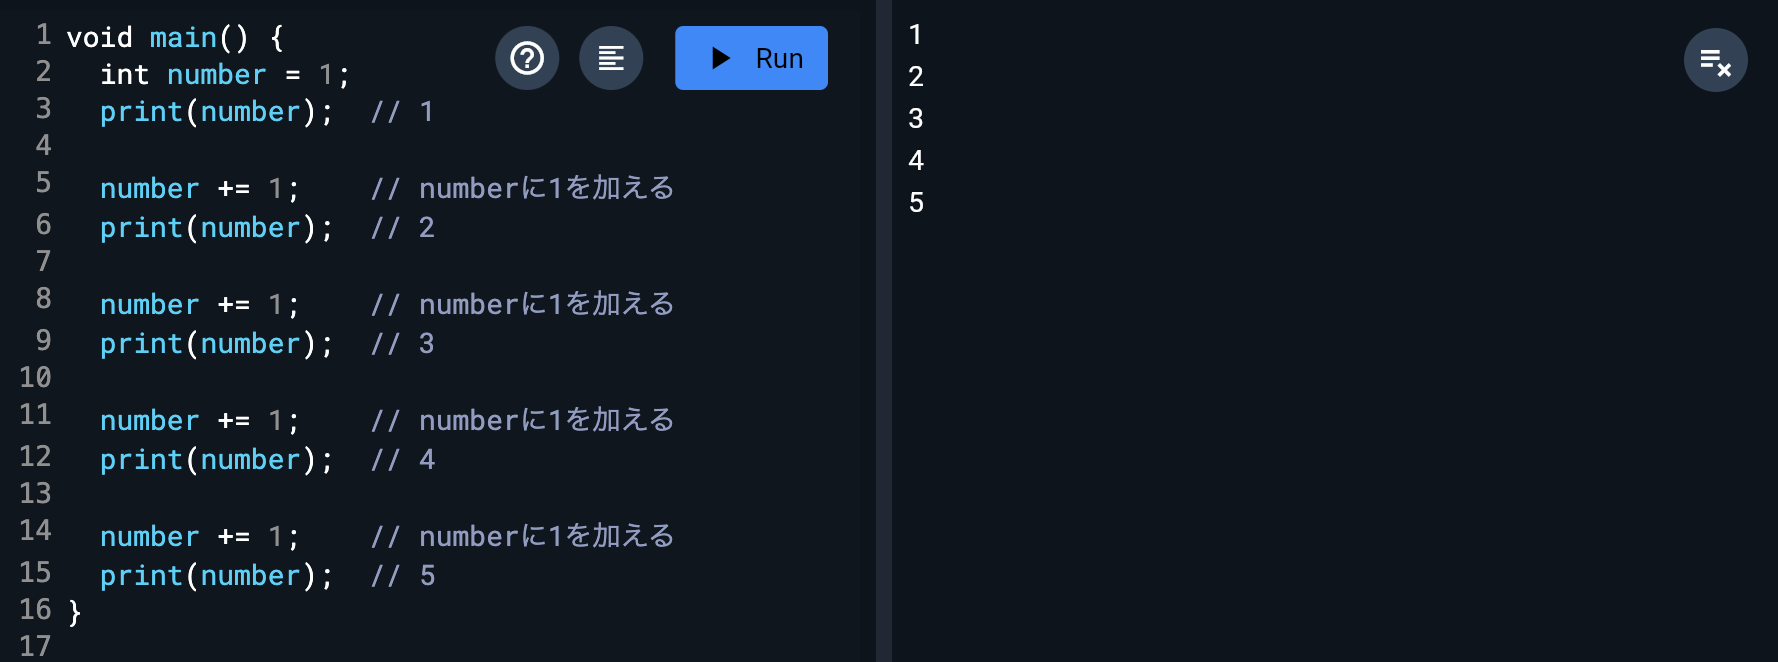 1 void main() {
2   int number = 1;
3   print(number);  // 1
4
5   number += 1;    // numberに1を加える
6   print(number);  // 2
7
8   number += 1;    // numberに1を加える
9   print(number);  // 3
10
11   number += 1;    // numberに1を加える
12   print(number);  // 4
13
14   number += 1;    // numberに1を加える
15   print(number);  // 5
16 }
17
Run
1
2
3
4
5